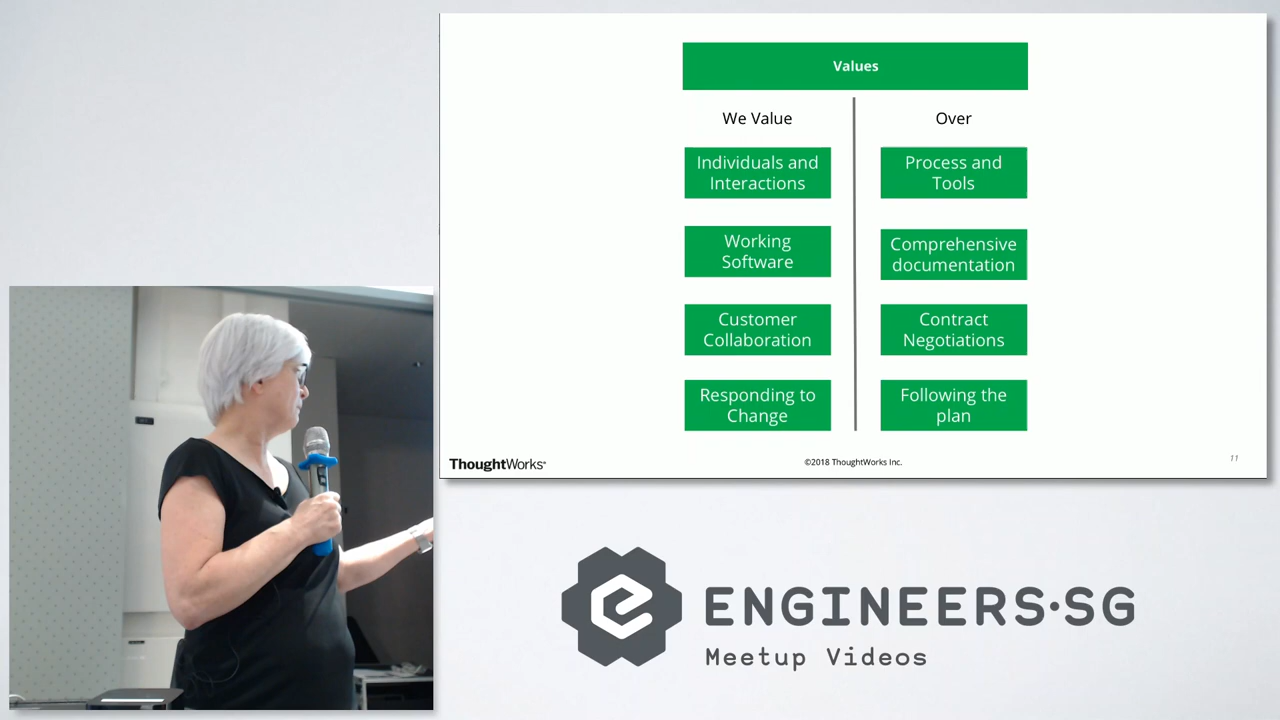 Values
We Value
Over
Individuals and
Interactions
Process and
Tools
Working
Software
Comprehensive
documentation
Customer
Collaboration
Contract
Negotiations
Responding to
Change
Following the
plan
ThoughtWorks®
©2018 ThoughtWorks Inc.
11
ENGINEERS·SG
Meetup Videos